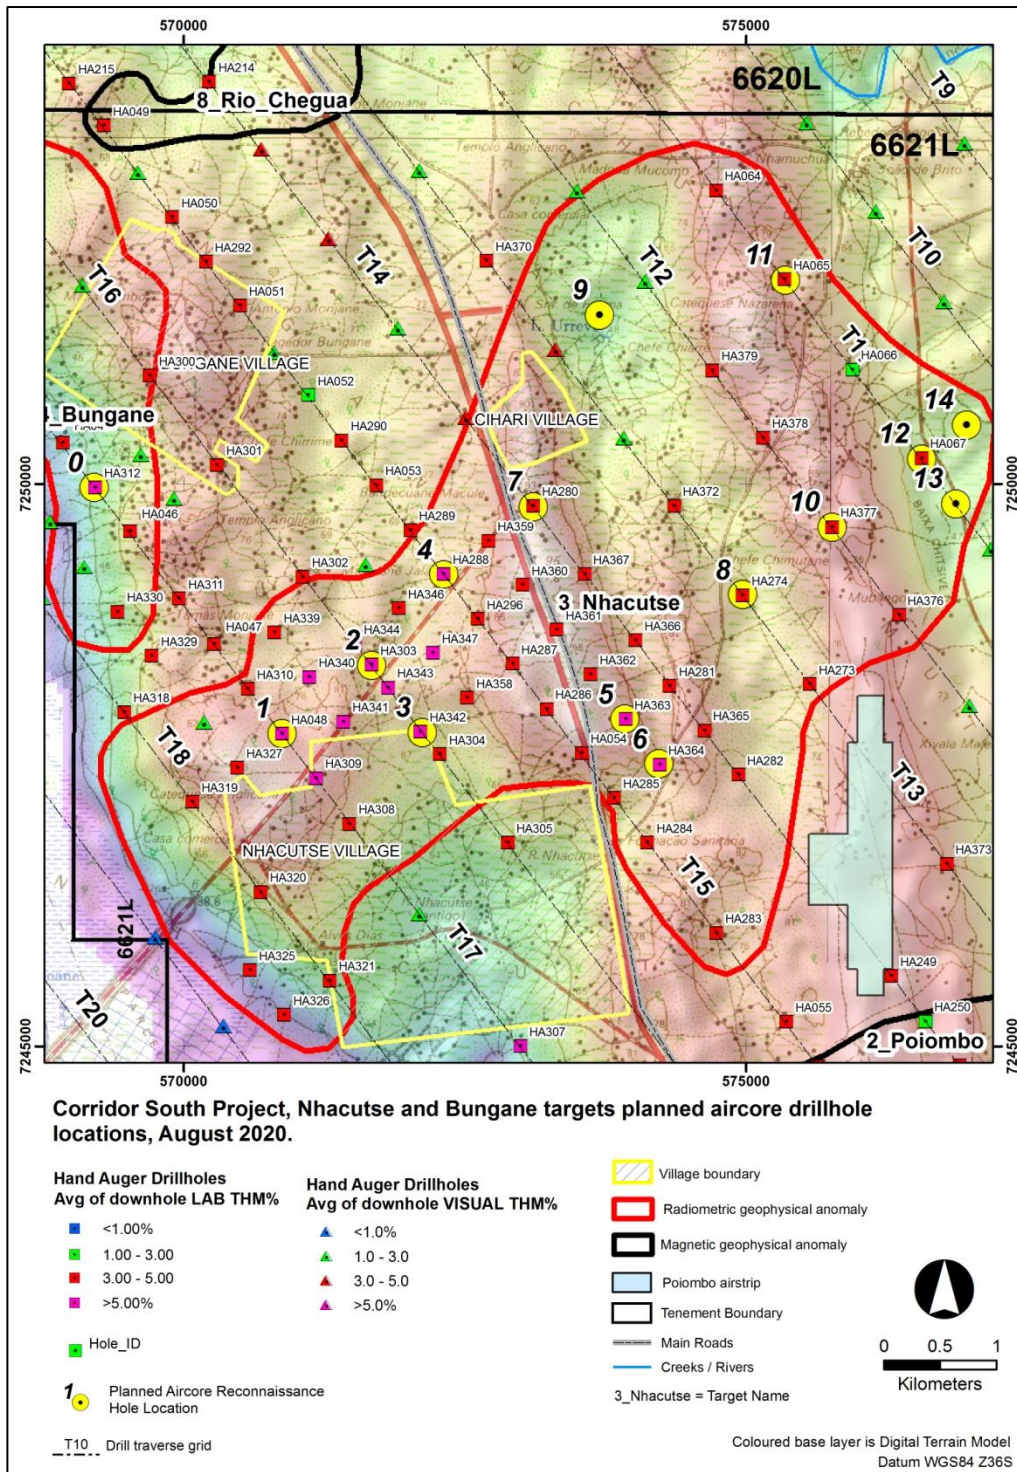 570000
575000
HA215
HA214
T9
8_Rio_Chegua
6620L
HA049
6621L
HA064
HA050
HA292
T14
HA370
T12
T10
11
HA065
T16
HA051
9
HA300
BUNGANE VILLAGE
HA379
T1
HA066
HA052
14
_Bungane
CIHARI VILLAGE
HA290
HA378
12
HA067
0
HA312
HA301
HA053
7
HA280
HA372
13
7250000
7250000
10
HA377
HA046
HA289
HA359
4
HA288
HA302
HA360
HA367
8
HA274
HA311
HA330
HA346
HA296
3_Nhacutse
HA376
HA339
HA047
HA344
HA347
HA361
HA366
HA329
2
HA303
HA340
HA287
HA362
HA281
HA273
HA310
HA343
HA358
HA286
5
HA318
HA341
3
HA342
HA363
HA365
1
HA048
T18
HA304
HA054
6
HA364
T13
HA327
HA309
HA282
HA319
HA285
HA308
HA305
HA284
NHACUTSE VILLAGE
HA373
T15
HA320
6621L
Alves Dias
T17
HA283
HA325
HA321
HA249
HA326
T20
HA055
HA250
HA307
2_Poiombo
7245000
7245000
570000
575000
Corridor South Project, Nhacutse and Bungane targets planned aircore drillhole
locations, August 2020.
Hand Auger Drillholes
Avg of downhole LAB THM%
<1.00%
1.00 - 3.00
3.00 - 5.00
>5.00%
Hole_ID
1
Planned Aircore Reconnaissance
Hole Location
T10 Drill traverse grid
Hand Auger Drillholes
Avg of downhole VISUAL THM%
<1.0%
1.0 - 3.0
3.0 - 5.0
>5.0%
Village boundary
Radiometric geophysical anomaly
Magnetic geophysical anomaly
Poiombo airstrip
Tenement Boundary
Main Roads
Creeks / Rivers
3_Nhacutse = Target Name
0 0.5 1
Kilometers
Coloured base layer is Digital Terrain Model
Datum WGS84 Z36S